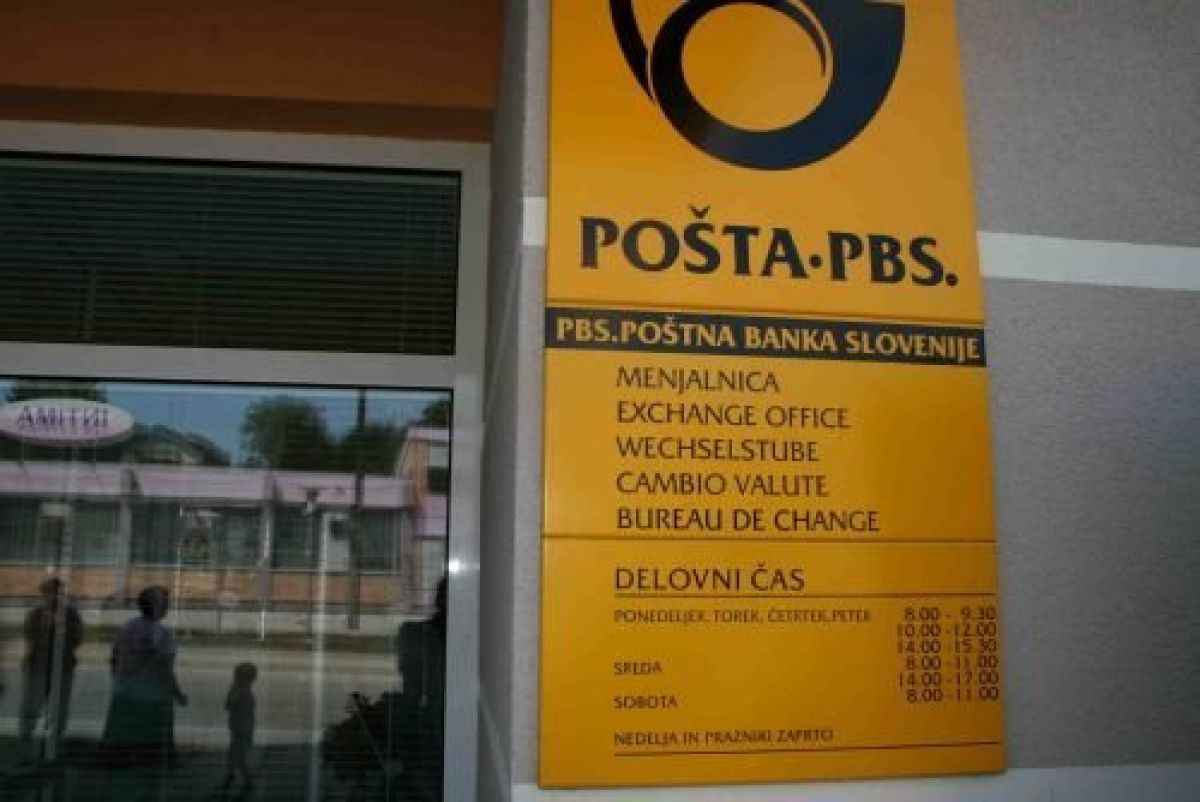 POŠTA·PBS.
PBS.POŠTNA BANKA SLOVENIJE
MENJALNICA
EXCHANGE OFFICE
WECHSELSTUBE
CAMBIO VALUTE
BUREAU DE CHANGE
DELOVNI ČAS
PONEDELJEK, TOREK, ČETRTEK, PETEK 8.00 - 9.30
10.00 -12.00
14.00 -15.30
SREDA 8.00 -11.00
14.00 -17.00
SOBOTA 8.00 -11.00
NEDELJA IN PRAZNIKI ZAPRTO